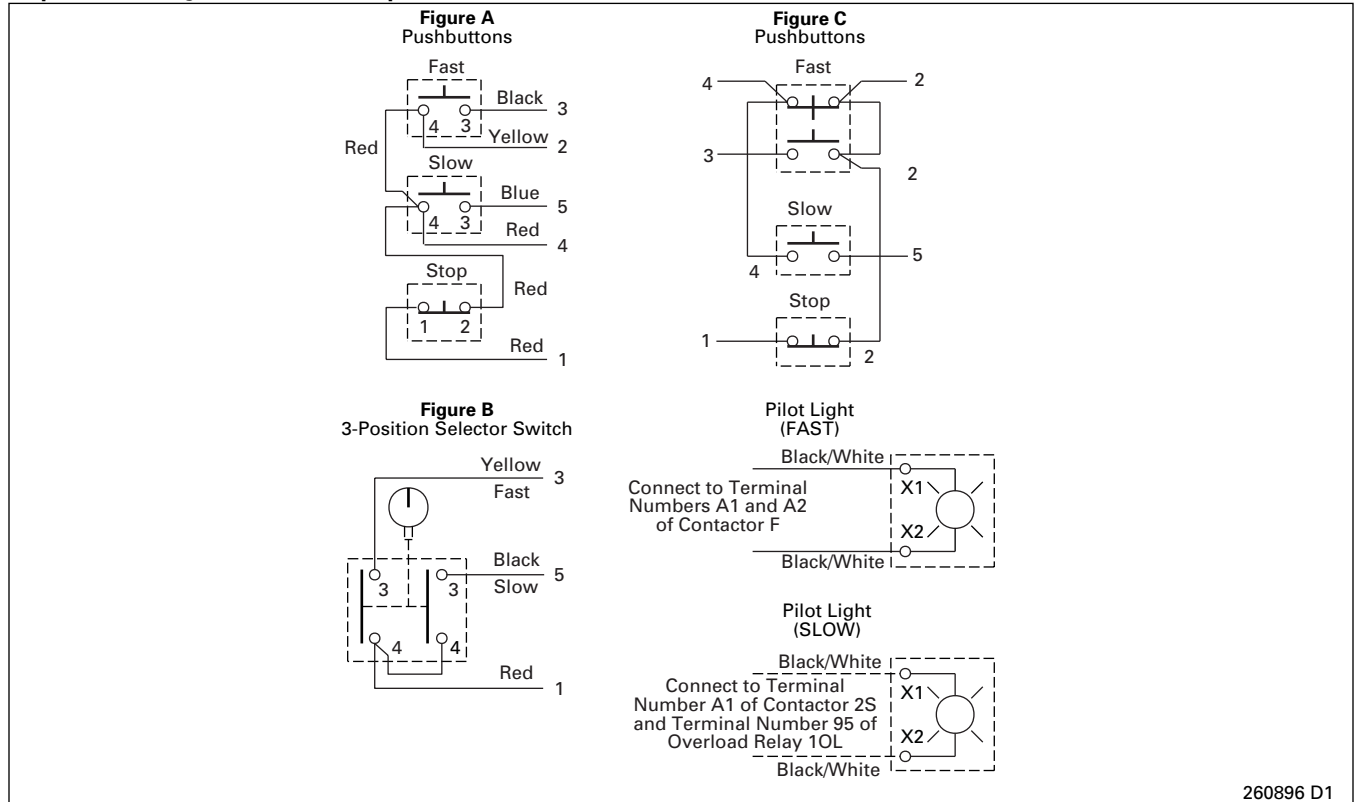 Figure A
Pushbuttons
Fast
Black
3
4
3
Yellow
2
Red
Slow
Blue
5
4
3
Red
4
Stop
Red
1
2
Red
1
Figure C
Pushbuttons
Fast
4
2
3
2
Slow
5
4
Stop
1
2
Figure B
3-Position Selector Switch
Yellow
3
Fast
Black
5
Slow
3
3
4
4
Red
1
Pilot Light
(FAST)
Black/White
X1
Connect to Terminal
Numbers A1 and A2
of Contactor F
X2
Black/White
Pilot Light
(SLOW)
Black/White
X1
Connect to Terminal
Number A1 of Contactor 2S
and Terminal Number 95 of
Overload Relay 1OL
X2
Black/White
260896 D1